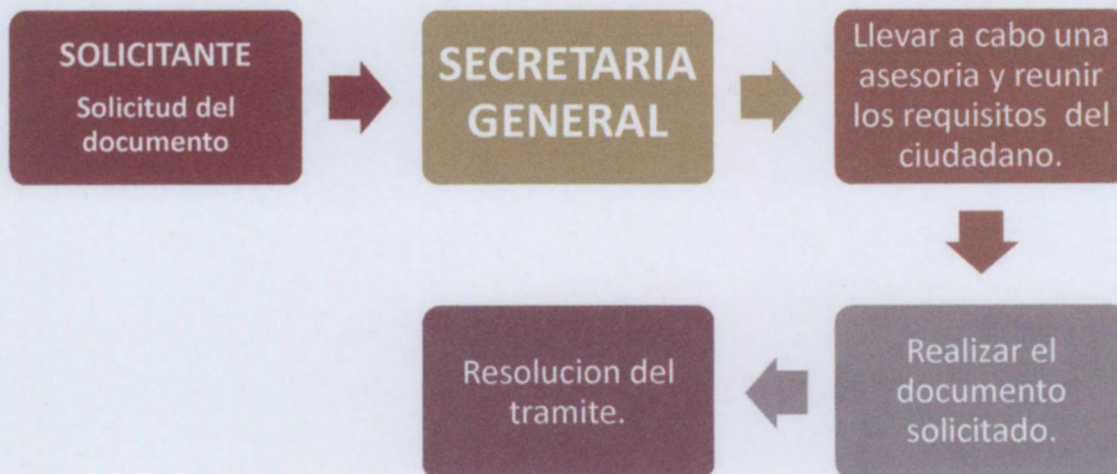 SOLICITANTE
Solicitud del
documento
SECRETARIA
GENERAL
Llevar a cabo una
asesoria y reunir
los requisitos del
ciudadano.
Realizar el
documento
solicitado.
Resolucion del
tramite.